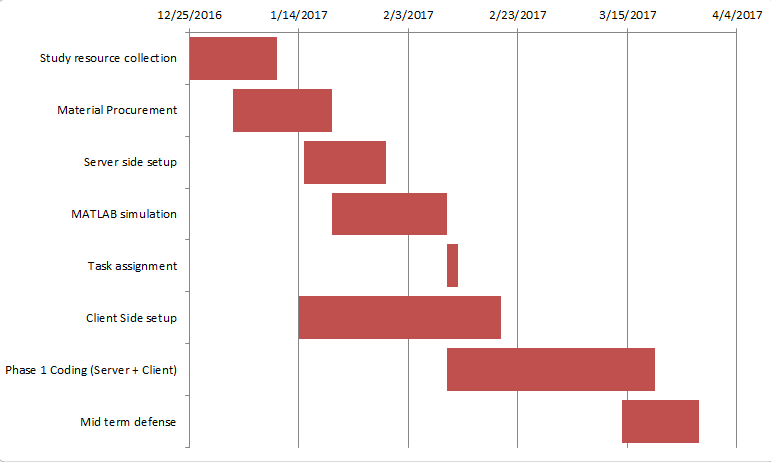 12/25/2016 1/14/2017 2/3/2017 2/23/2017 3/15/2017 4/4/2017
Study resource collection
Material Procurement
Server side setup
MATLAB simulation
Task assignment
Client Side setup
Phase 1 Coding (Server + Client)
Mid term defense